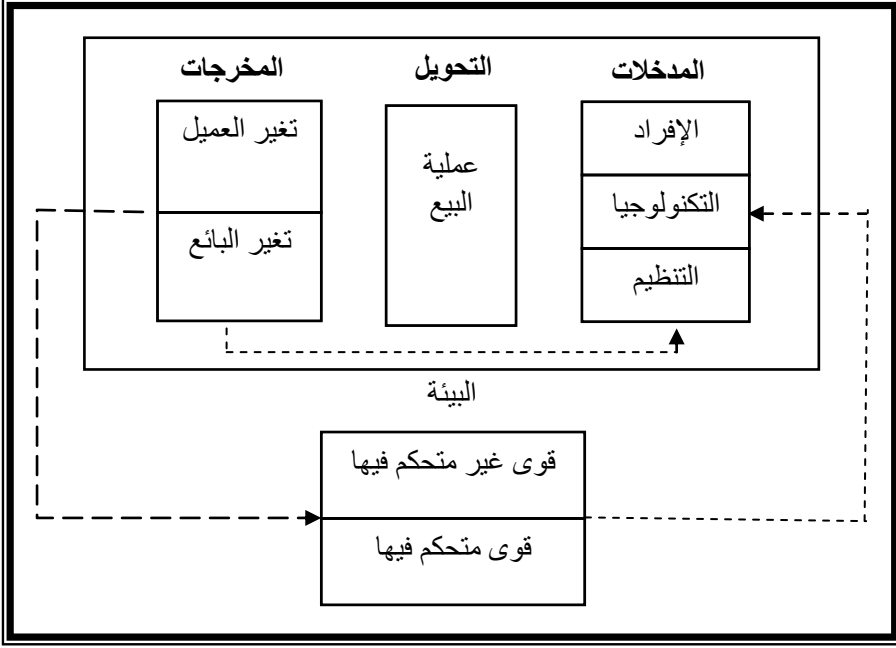 المدخلات
التحويل
المخرجات
الإفراد
التكنولوجيا
التنظيم
عملية
البيع
تغير العميل
تغير البائع
البيئة
قوى غير متحكم فيها
قوى متحكم فيها